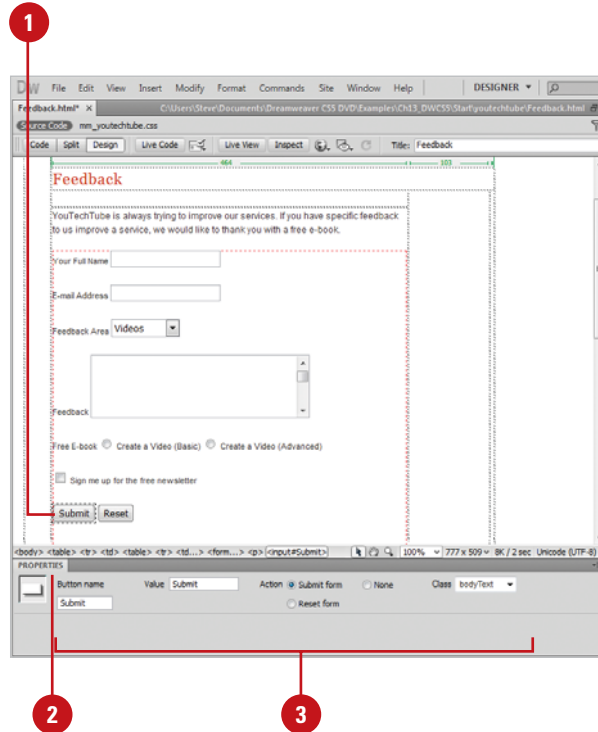 1
DW File Edit View Insert Modify Format Commands Site Window Help DESIGNER
Feedback.html* × C:\Users\Steve\Documents\Dreamweaver CS5 DVD\Examples\Ch13_DWCS5\Start\youtechtube\Feedback.html
Source Code mm_youtechtube.css
Code Split Design Live Code Live View Inspect Title: Feedback
464 103
Feedback
YouTechTube is always trying to improve our services. If you have specific feedback
to us improve a service, we would like to thank you with a free e-book.
Your Full Name
E-mail Address
Feedback Area Videos
Feedback
Free E-book Create a Video (Basic) Create a Video (Advanced)
Sign me up for the free newsletter
Submit Reset
<body> <table> <tr> <td> <table> <tr> <td...> <form...> <p> <input#Submit> 100% 777 x 509 8K / 2 sec Unicode (UTF-8)
PROPERTIES
Button name Value Submit Action Submit form None Class bodyText
Submit Reset form
2 3